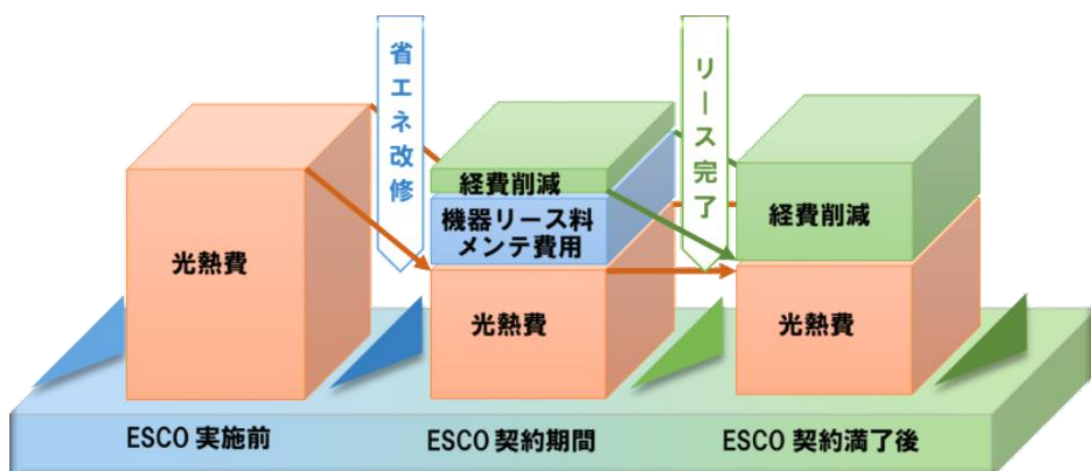 省エネ改修
リース完了
光熱費
経費削減
機器リース料
メンテ費用
光熱費
経費削減
光熱費
ESCO 実施前
ESCO 契約期間
ESCO 契約満了後